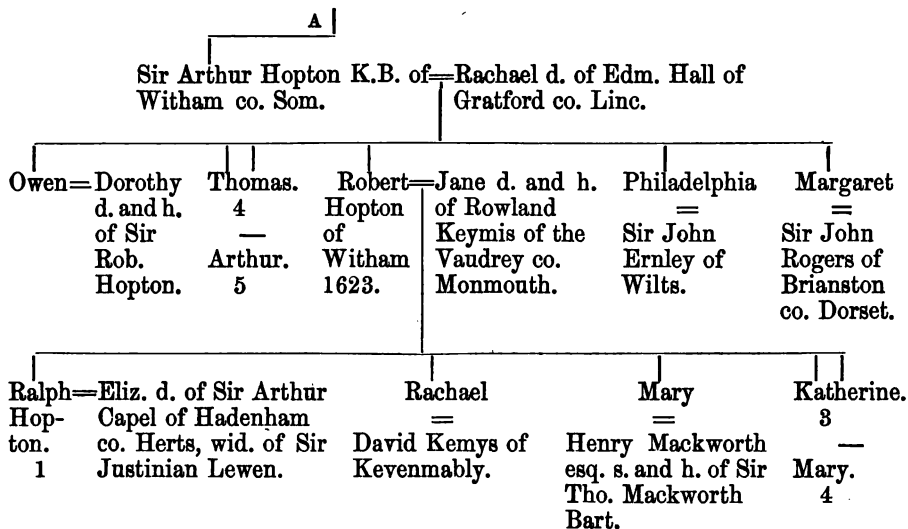 A
Sir Arthur Hopton K.B. of=Rachael d. of Edm. Hall of
Witham co. Som. Gratford co. Linc.
Owen=Dorothy
d. and h.
of Sir
Rob.
Hopton.
Thomas.
4
—
Arthur.
5
Robert=Jane d. and h.
Hopton of Rowland
of Keymis of the
Witham Vaudrey co.
1623. Monmouth.
Philadelphia
=
Sir John
Ernley of
Wilts.
Margaret
=
Sir John
Rogers of
Brianston
co. Dorset.
Ralph=Eliz. d. of Sir Arthur
Hop- Capel of Hadenham
ton. co. Herts, wid. of Sir
1 Justinian Lewen.
Rachael
=
David Kemys of
Kevenmably.
Mary
=
Henry Mackworth
esq. s. and h. of Sir
Tho. Mackworth
Bart.
Katherine.
3
—
Mary.
4